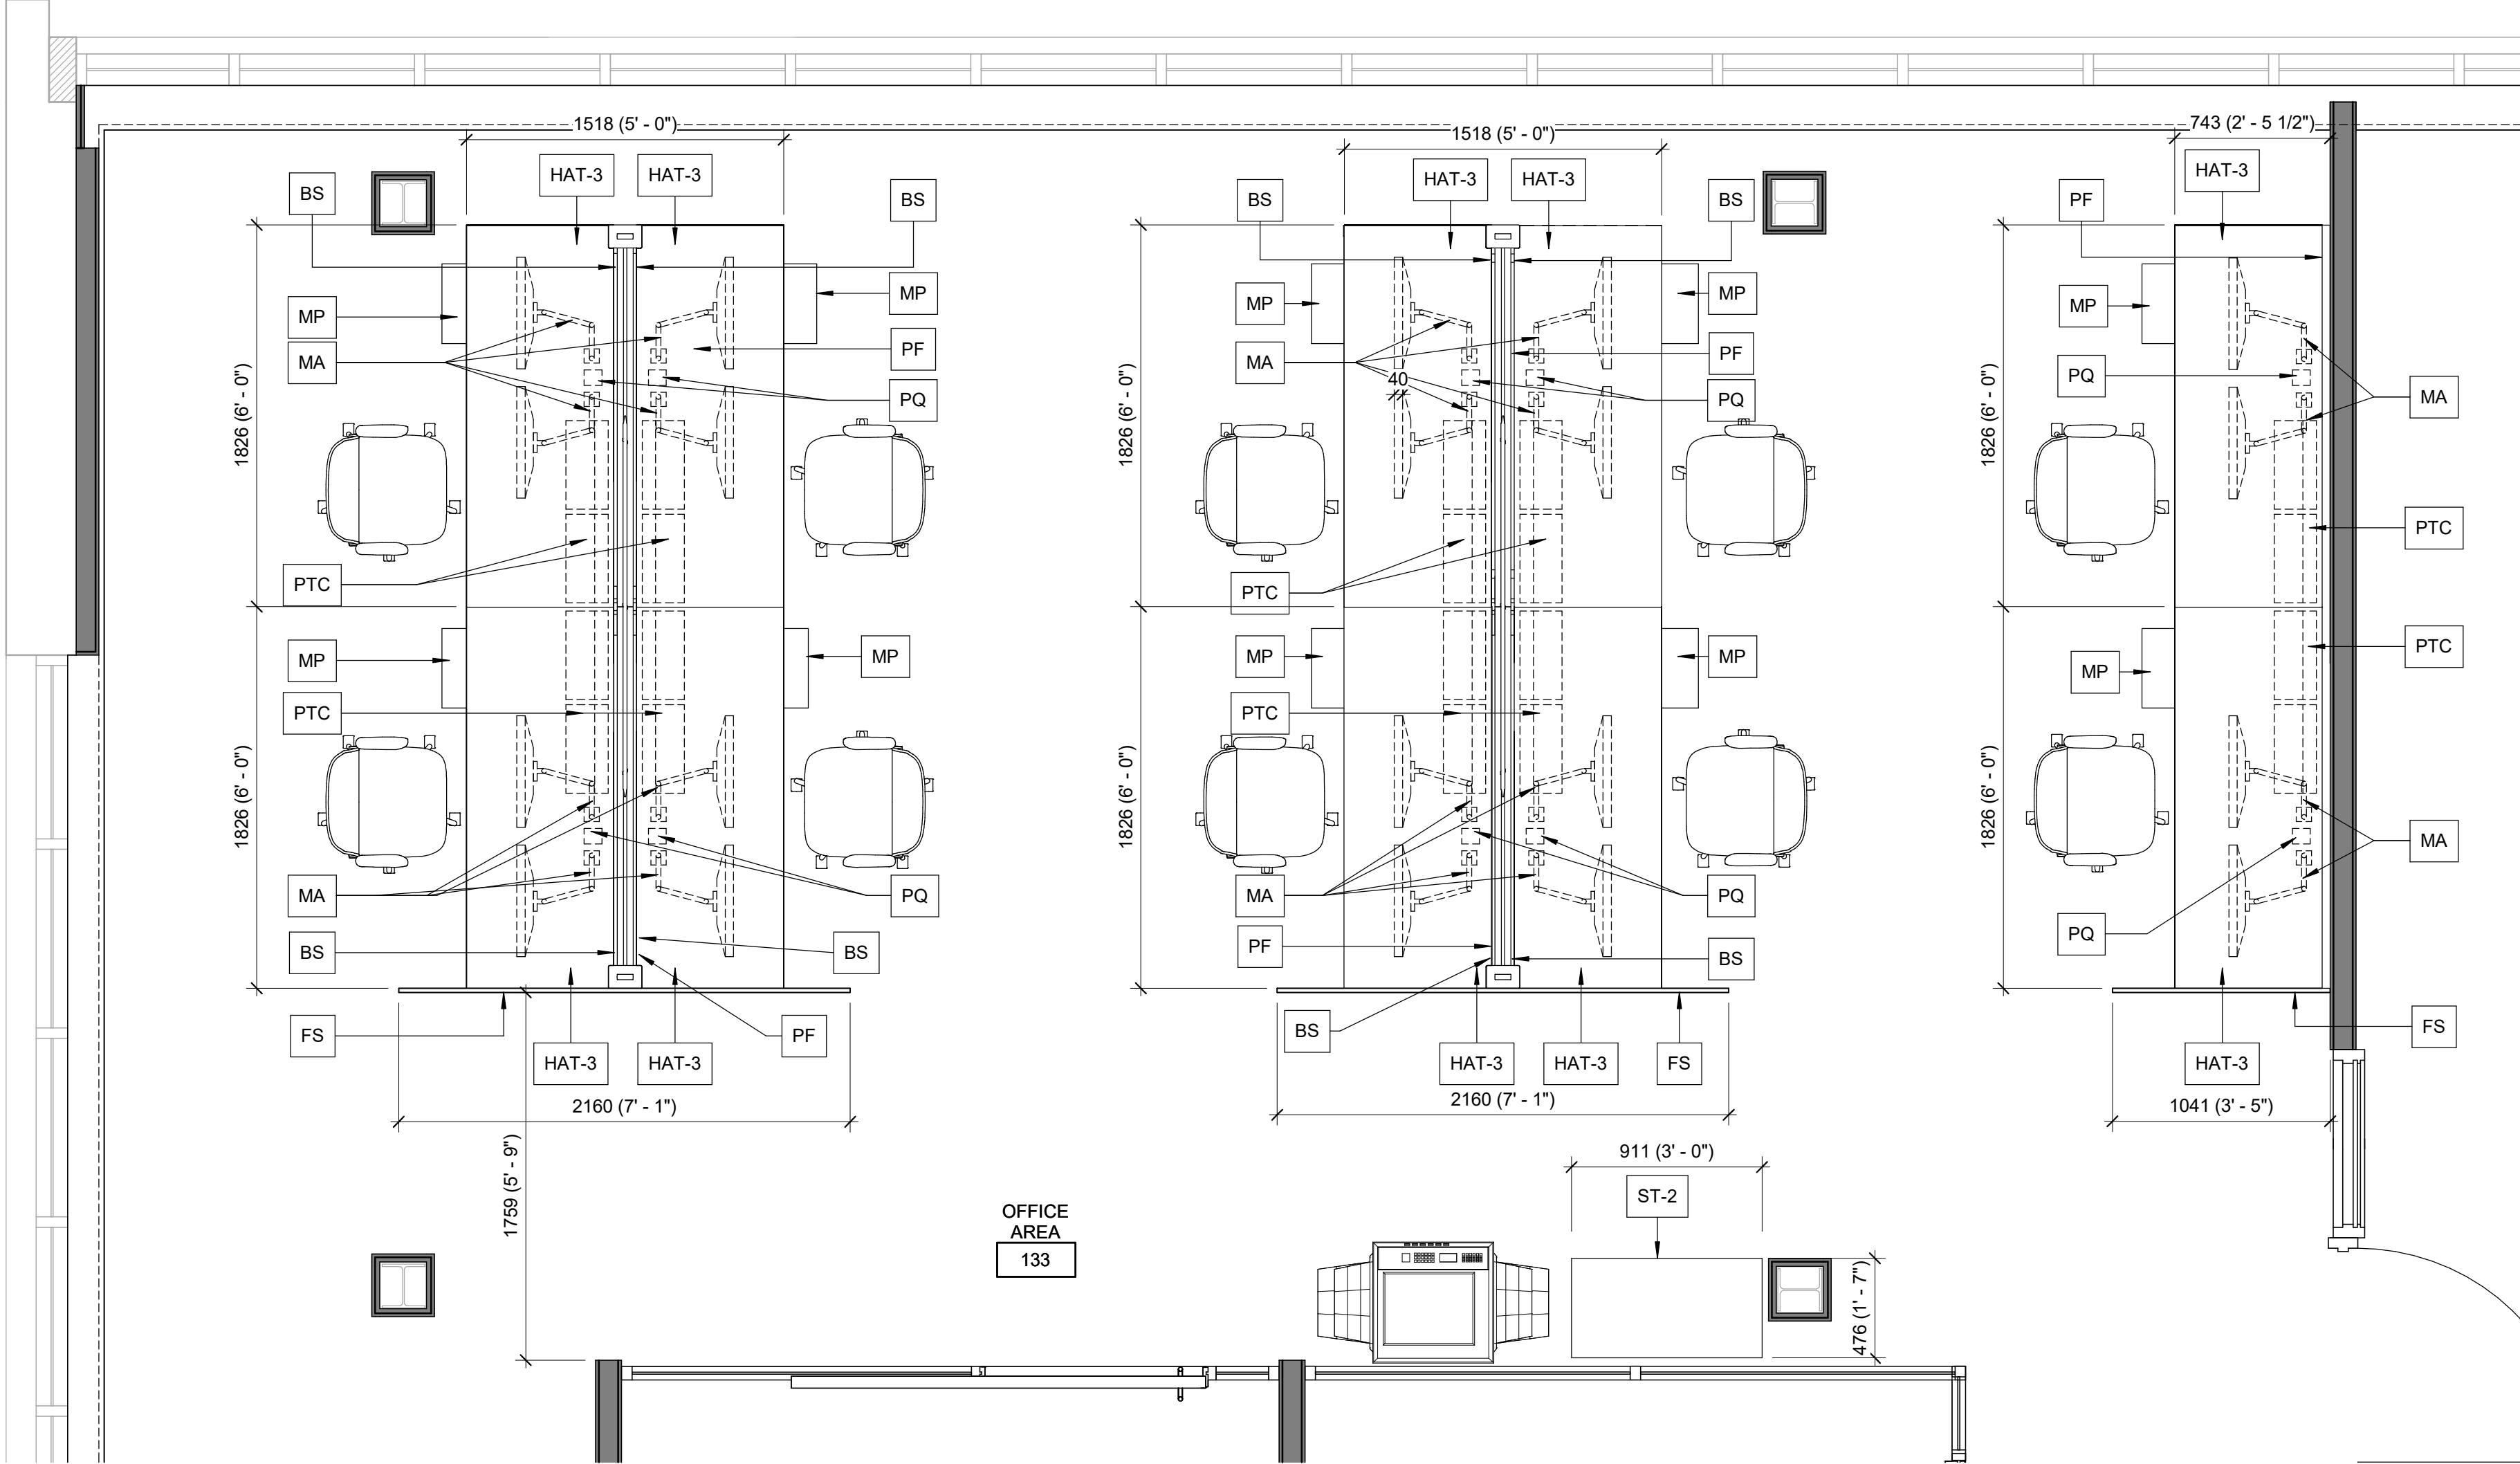 1518 (5' - 0")
1518 (5' - 0")
743 (2' - 5 1/2")
HAT-3
HAT-3
HAT-3
HAT-3
HAT-3
BS
BS
BS
BS
PF
MP
MP
MP
MP
MP
MA
PF
MA
PF
PQ
MA
1826 (6' - 0")
PQ
1826 (6' - 0")
40
PQ
1826 (6' - 0")
PTC
PTC
PTC
PTC
MP
MP
MP
MP
MP
PTC
PTC
1826 (6' - 0")
1826 (6' - 0")
1826 (6' - 0")
MA
MA
PQ
MA
PQ
PQ
BS
BS
PF
BS
FS
PF
BS
FS
HAT-3
HAT-3
HAT-3
HAT-3
FS
HAT-3
2160 (7' - 1")
2160 (7' - 1")
1041 (3' - 5")
1759 (5' - 9")
911 (3' - 0")
ST-2
OFFICE
AREA
133
476 (1' - 7")